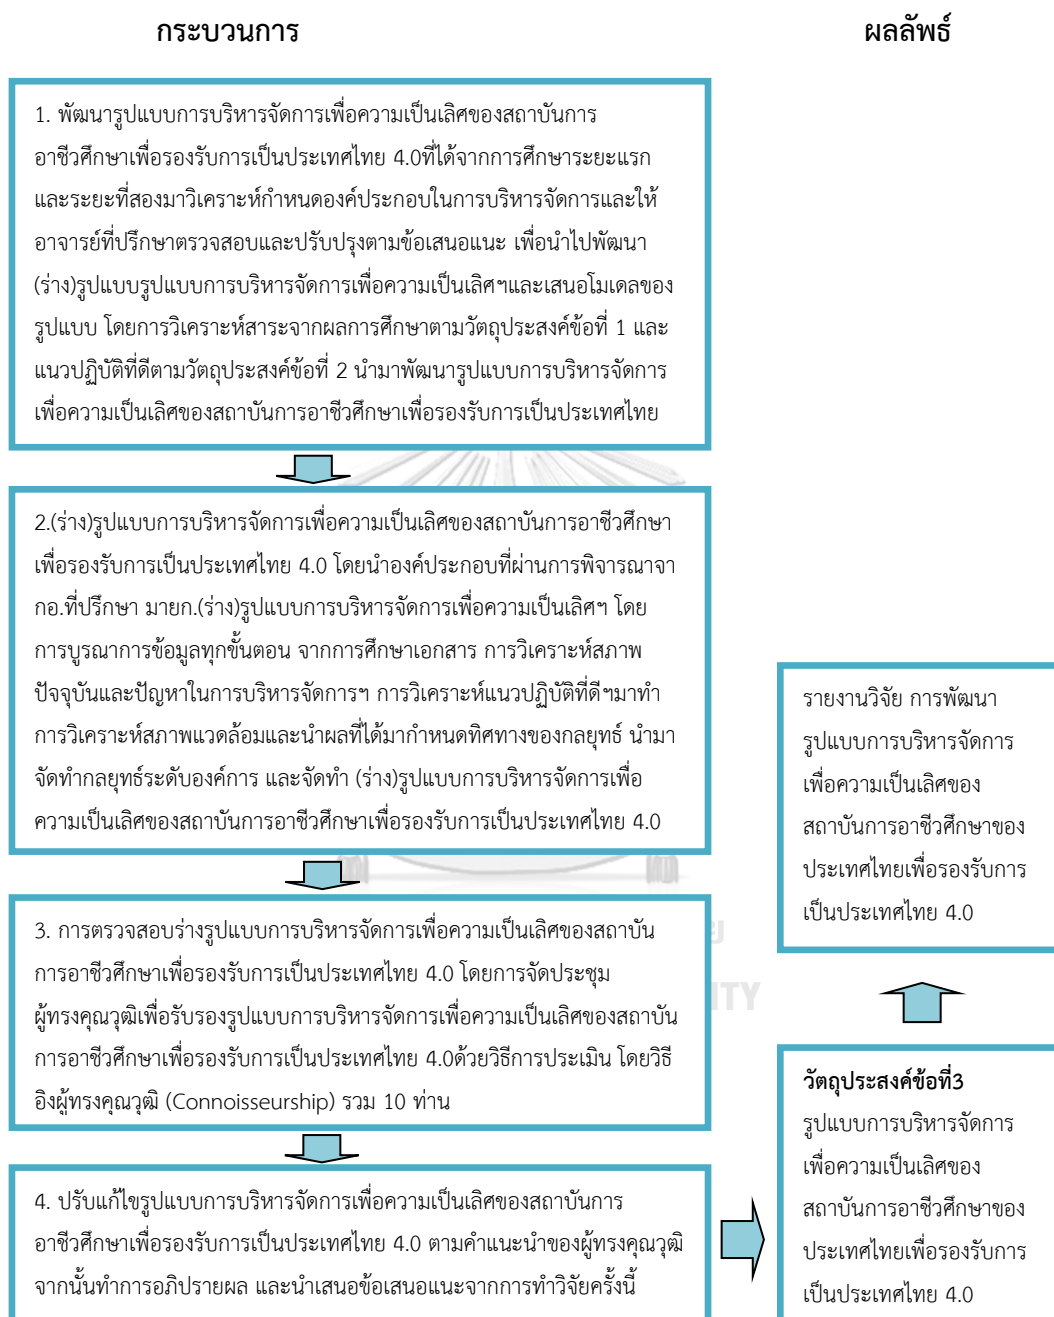 กระบวนการ
ผลลัพธ์
1. พัฒนารูปแบบการบริหารจัดการเพื่อความเป็นเลิศของสถาบันการ
อาชีวศึกษาเพื่อรองรับการเป็นประเทศไทย 4.0ที่ได้จากการศึกษาระยะแรก
และระยะที่สองมาวิเคราะห์กำหนดองค์ประกอบในการบริหารจัดการและให้
อาจารย์ที่ปรึกษาตรวจสอบและปรับปรุงตามข้อเสนอแนะ เพื่อนำไปพัฒนา
(ร่าง)รูปแบบรูปแบบการบริหารจัดการเพื่อความเป็นเลิศฯและเสนอโมเดลของ
รูปแบบ โดยการวิเคราะห์สาระจากผลการศึกษาตามวัตถุประสงค์ข้อที่ 1 และ
แนวปฏิบัติที่ดีตามวัตถุประสงค์ข้อที่ 2 นำมาพัฒนารูปแบบการบริหารจัดการ
เพื่อความเป็นเลิศของสถาบันการอาชีวศึกษาเพื่อรองรับการเป็นประเทศไทย
2.(ร่าง)รูปแบบการบริหารจัดการเพื่อความเป็นเลิศของสถาบันการอาชีวศึกษา
เพื่อรองรับการเป็นประเทศไทย 4.0 โดยนำองค์ประกอบที่ผ่านการพิจารณาจา
กอ.ที่ปรึกษา มายก.(ร่าง)รูปแบบการบริหารจัดการเพื่อความเป็นเลิศฯ โดย
การบูรณาการข้อมูลทุกขั้นตอน จากการศึกษาเอกสาร การวิเคราะห์สภาพ
ปัจจุบันและปัญหาในการบริหารจัดการฯ การวิเคราะห์แนวปฏิบัติที่ดีฯมาทำ
การวิเคราะห์สภาพแวดล้อมและนำผลที่ได้มากำหนดทิศทางของกลยุทธ์ นำมา
จัดทำกลยุทธ์ระดับองค์การ และจัดทำ (ร่าง)รูปแบบการบริหารจัดการเพื่อ
ความเป็นเลิศของสถาบันการอาชีวศึกษาเพื่อรองรับการเป็นประเทศไทย 4.0
3. การตรวจสอบร่างรูปแบบการบริหารจัดการเพื่อความเป็นเลิศของสถาบัน
การอาชีวศึกษาเพื่อรองรับการเป็นประเทศไทย 4.0 โดยการจัดประชุม
ผู้ทรงคุณวุฒิเพื่อรับรองรูปแบบการบริหารจัดการเพื่อความเป็นเลิศของสถาบัน
การอาชีวศึกษาเพื่อรองรับการเป็นประเทศไทย 4.0ด้วยวิธีการประเมิน โดยวิธี
อิงผู้ทรงคุณวุฒิ (Connoisseurship) รวม 10 ท่าน
4. ปรับแก้ไขรูปแบบการบริหารจัดการเพื่อความเป็นเลิศของสถาบันการ
อาชีวศึกษาเพื่อรองรับการเป็นประเทศไทย 4.0 ตามคำแนะนำของผู้ทรงคุณวุฒิ
จากนั้นทำการอภิปรายผล และนำเสนอข้อเสนอแนะจากการทำวิจัยครั้งนี้
รายงานวิจัย การพัฒนา
รูปแบบการบริหารจัดการ
เพื่อความเป็นเลิศของ
สถาบันการอาชีวศึกษาของ
ประเทศไทยเพื่อรองรับการ
เป็นประเทศไทย 4.0
วัตถุประสงค์ข้อที่3
รูปแบบการบริหารจัดการ
เพื่อความเป็นเลิศของ
สถาบันการอาชีวศึกษาของ
ประเทศไทยเพื่อรองรับการ
เป็นประเทศไทย 4.0